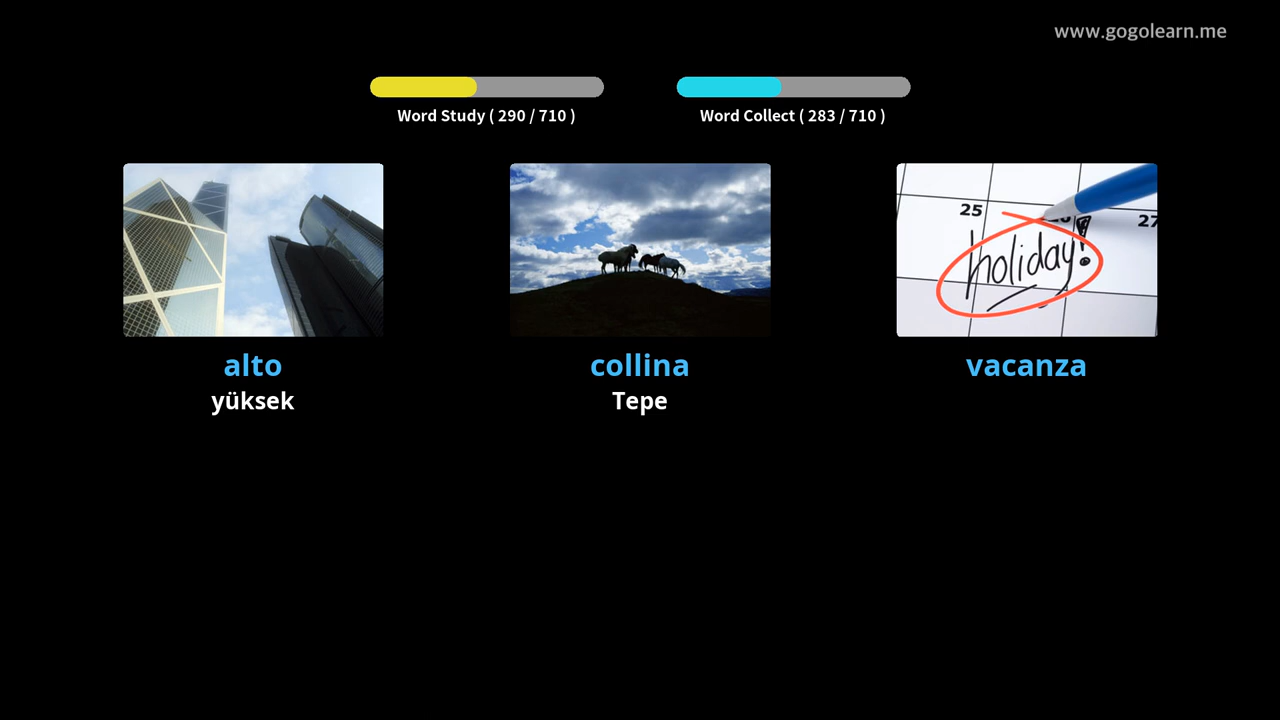 www.gogolearn.me
Word Study ( 290 / 710 )
Word Collect ( 283 / 710 )
25
27
holiday!
alto
collina
vacanza
yüksek
Tepe